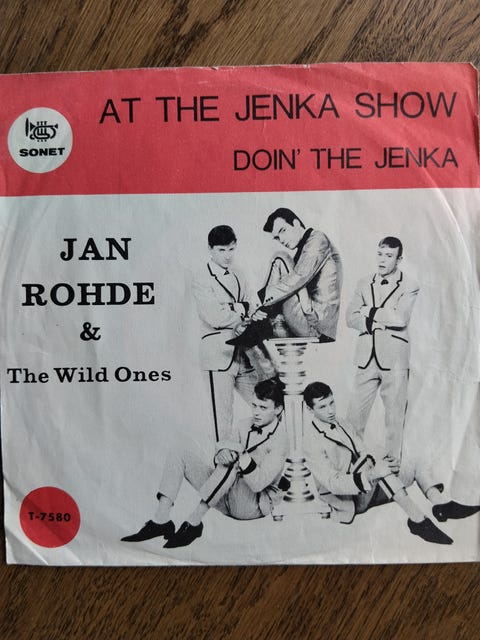 AT THE JENKA SHOW
DOIN' THE JENKA
SONET
JAN
ROHDE
&
The Wild Ones
T-7580